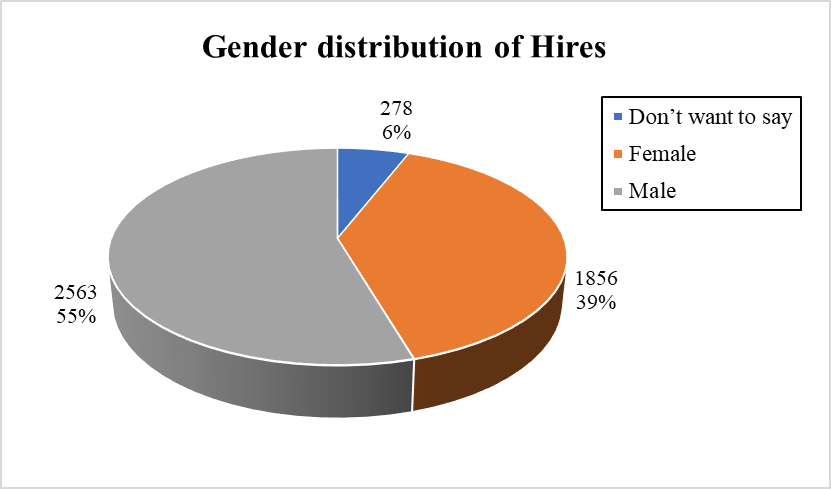 Gender distribution of Hires
278
6%
Don’t want to say
Female
Male
1856
39%
2563
55%